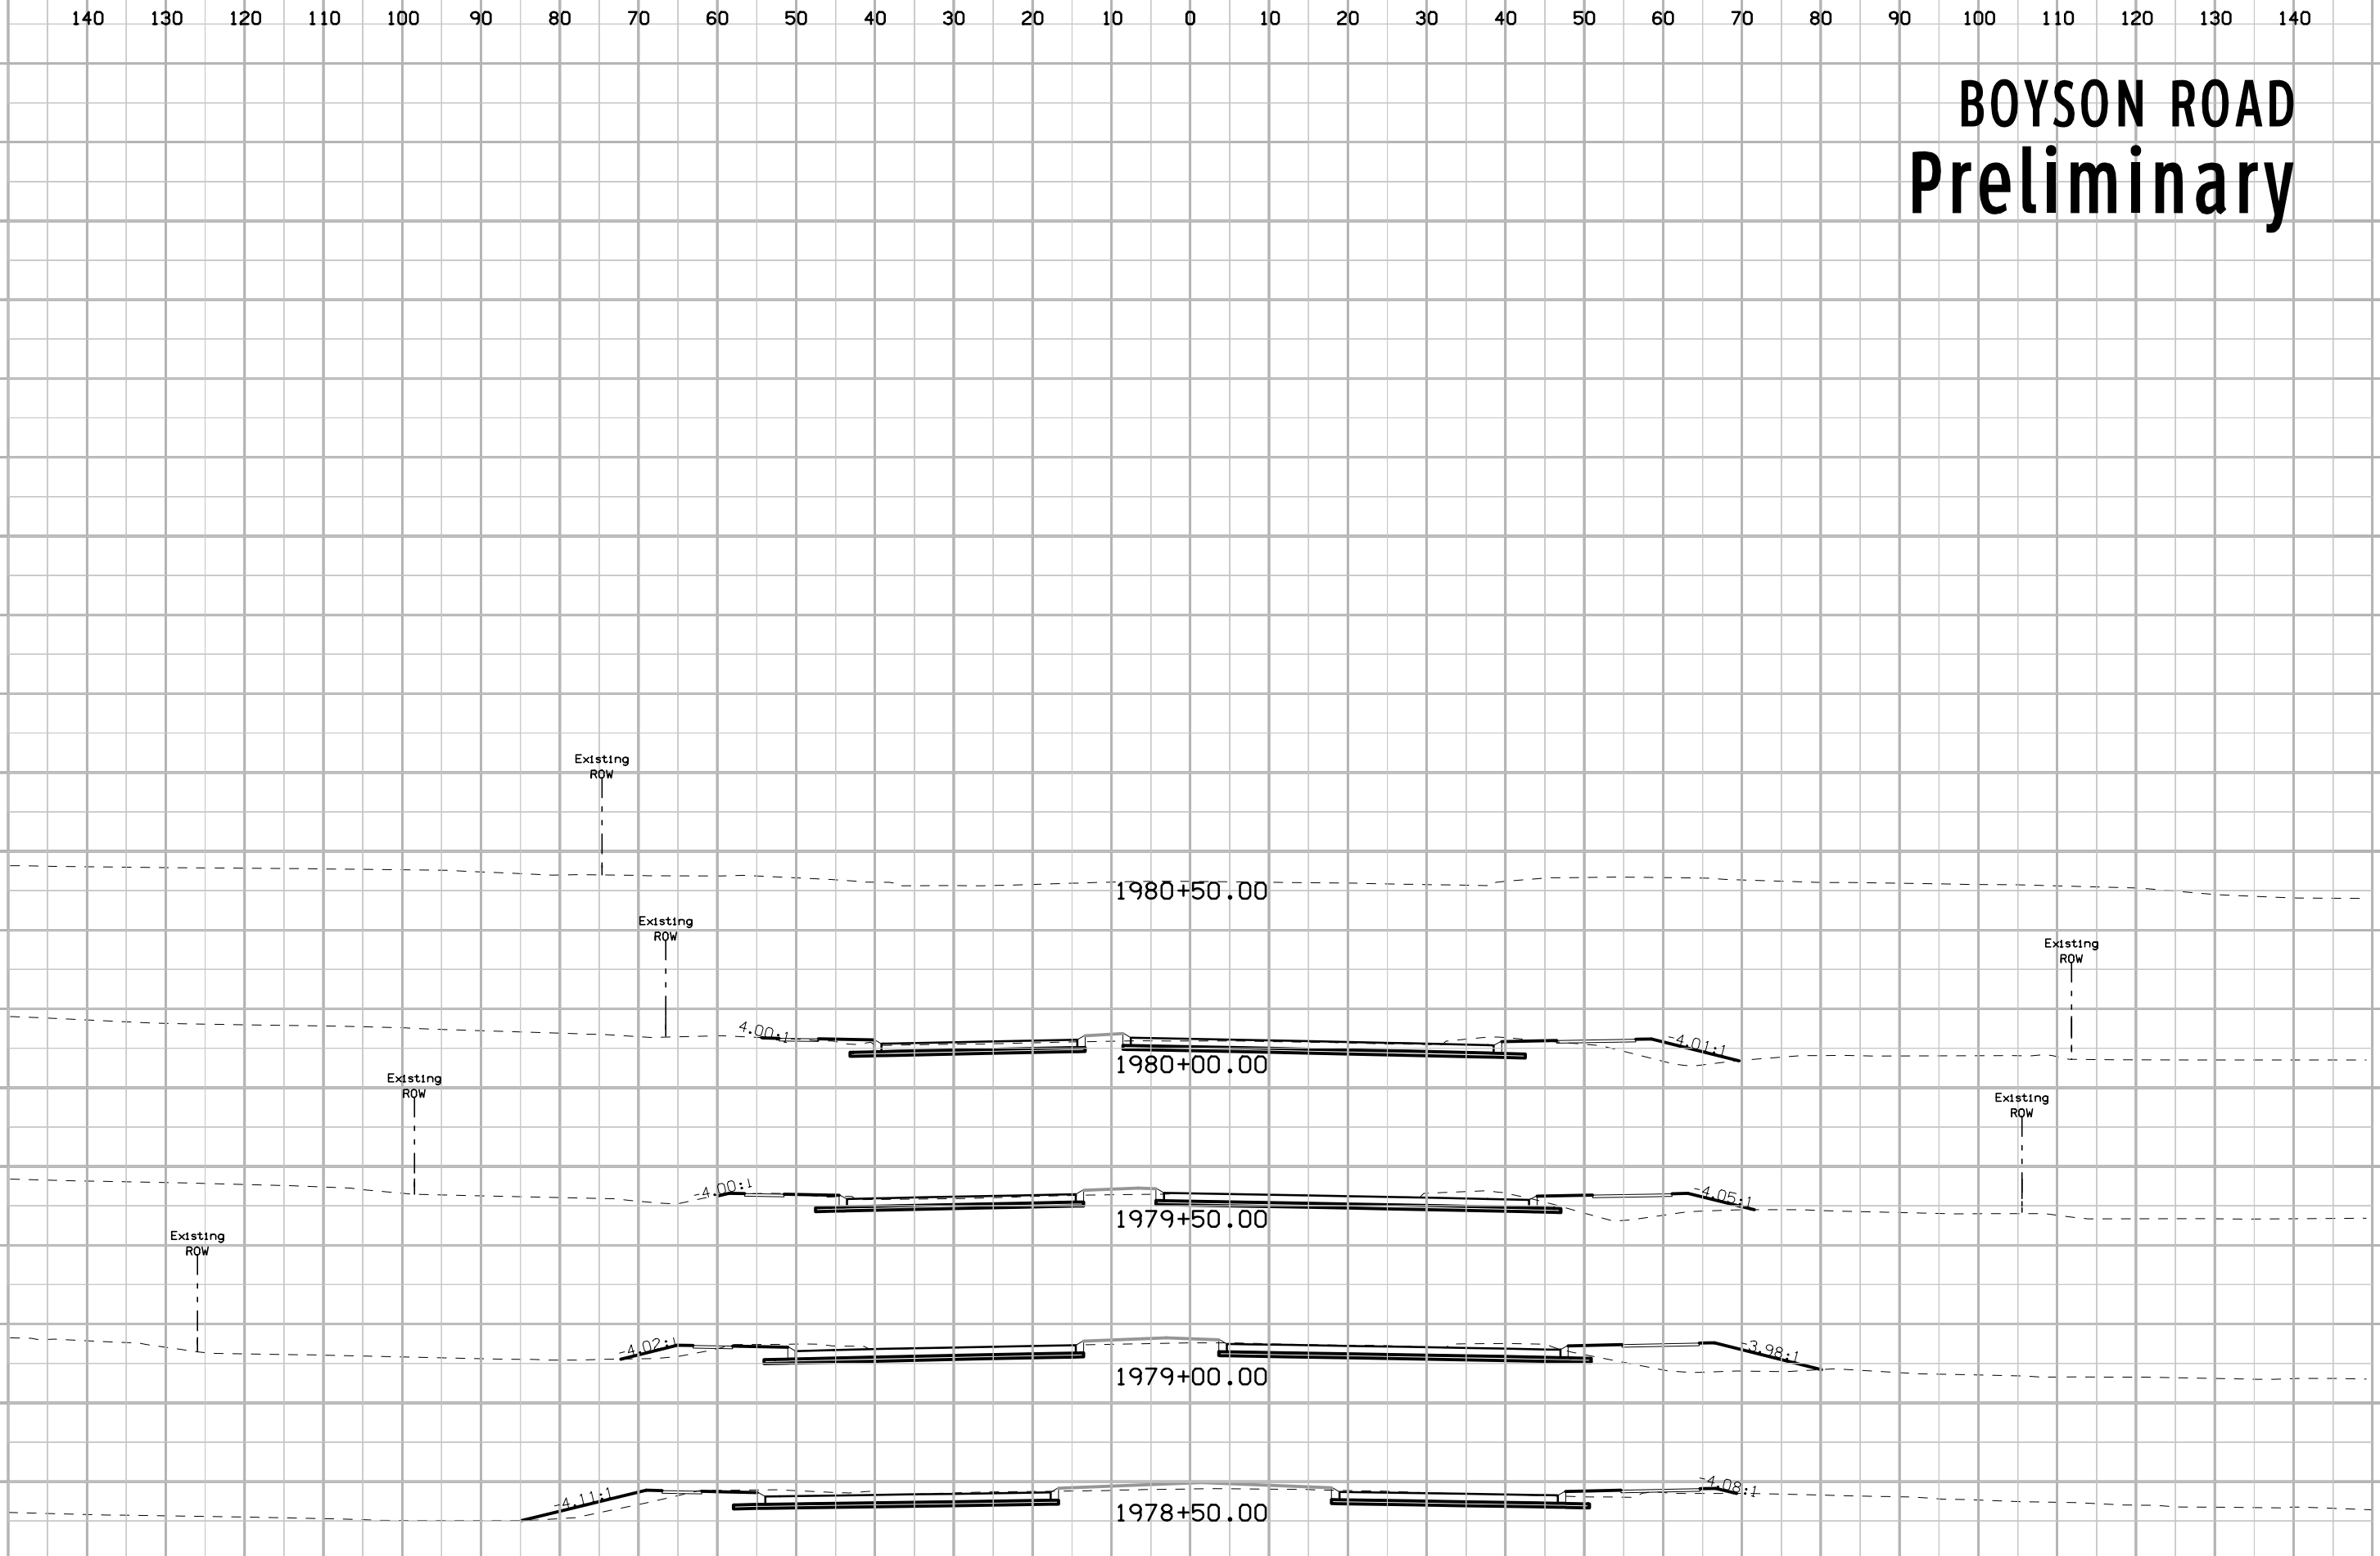 140 130 120 110 100 90 80 70 60 50 40 30 20 10 0 10 20 30 40 50 60 70 80 90 100 110 120 130 140
BOYSON ROAD
Preliminary
Existing
ROW
1980+50.00
Existing
ROW
Existing
ROW
4.00:1
-4.01:1
1980+00.00
Existing
ROW
Existing
ROW
-4.00:1
-4.05:1
1979+50.00
Existing
ROW
-4.02:1
-3.98:1
1979+00.00
-4.11:1
-4.08:1
1978+50.00